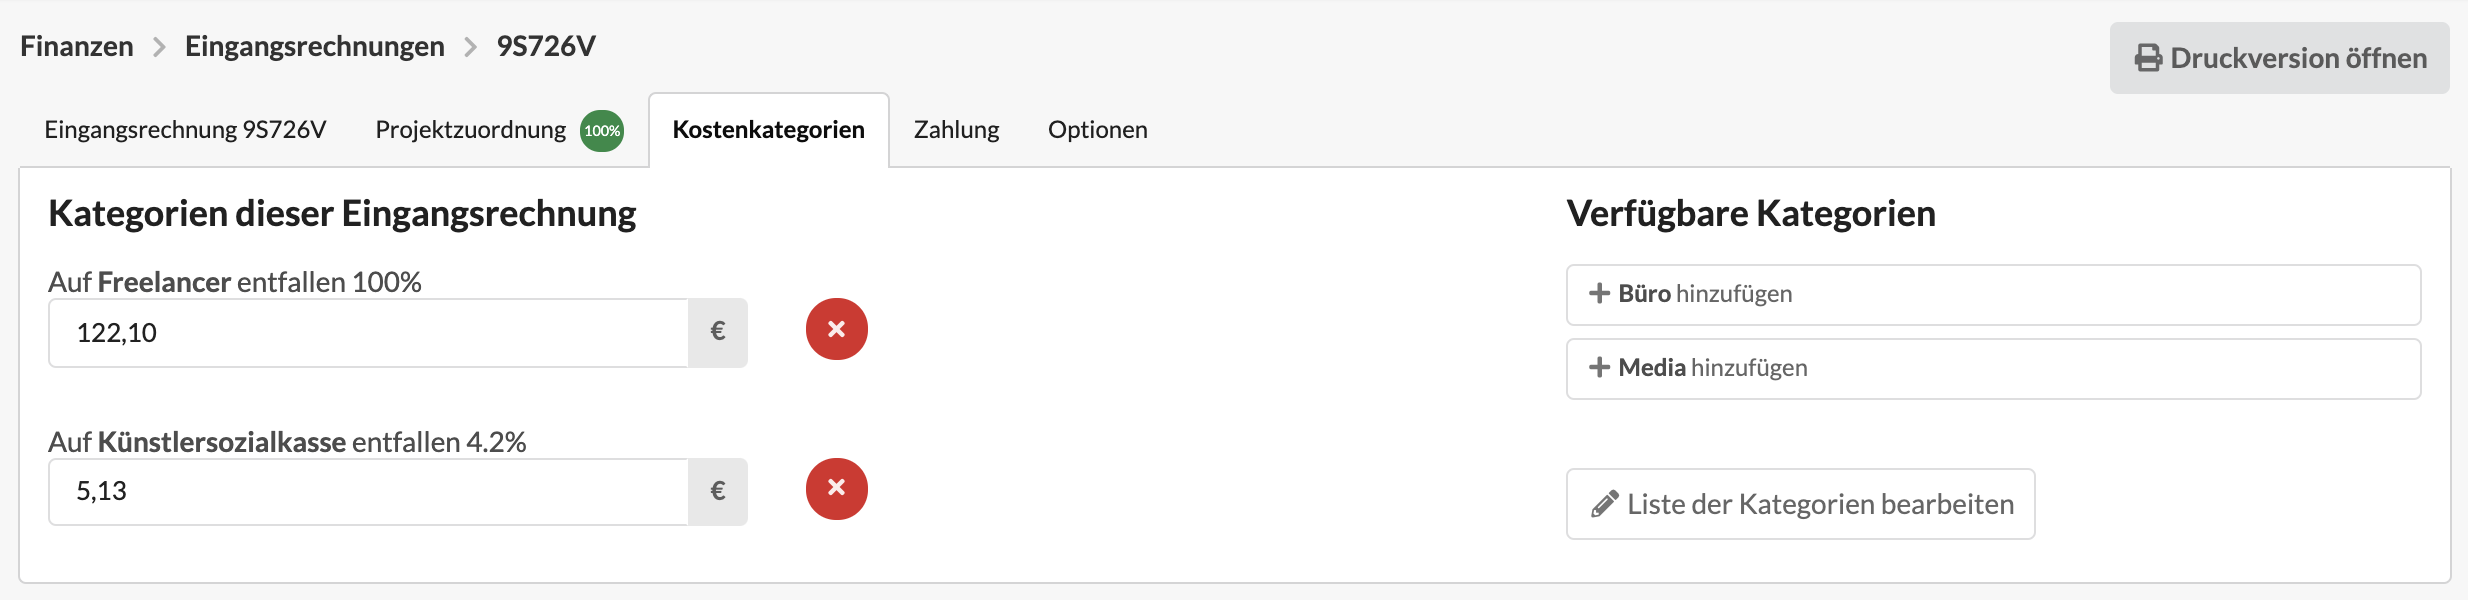 Finanzen > Eingangsrechnungen > 9S726V
Druckversion öffnen
Eingangsrechnung 9S726V Projektzuordnung 100% Kostenkategorien Zahlung Optionen
Kategorien dieser Eingangsrechnung
Auf Freelancer entfallen 100%
122,10 €
Auf Künstlersozialkasse entfallen 4.2%
5,13 €
Verfügbare Kategorien
Büro hinzufügen
Media hinzufügen
Liste der Kategorien bearbeiten